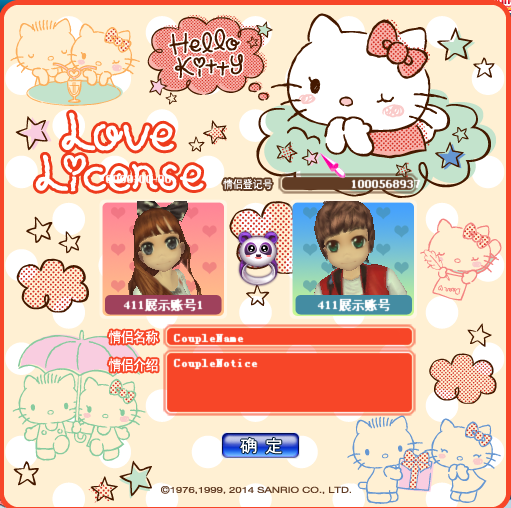 Hello
Kitty
Love
License
情侣登记号
1000568937
411展示账号1
411展示账号
情侣名称
CoupleName
情侣介绍
CoupleNotice
确 定
©1976,1999, 2014 SANRIO CO., LTD.